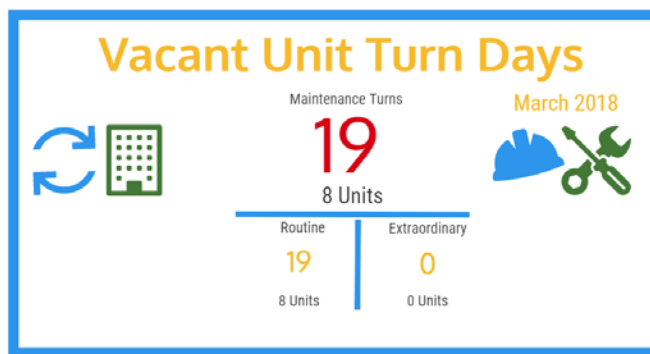 Vacant Unit Turn Days
Maintenance Turns
March 2018
19
8 Units
Routine
Extraordinary
19
0
8 Units
0 Units